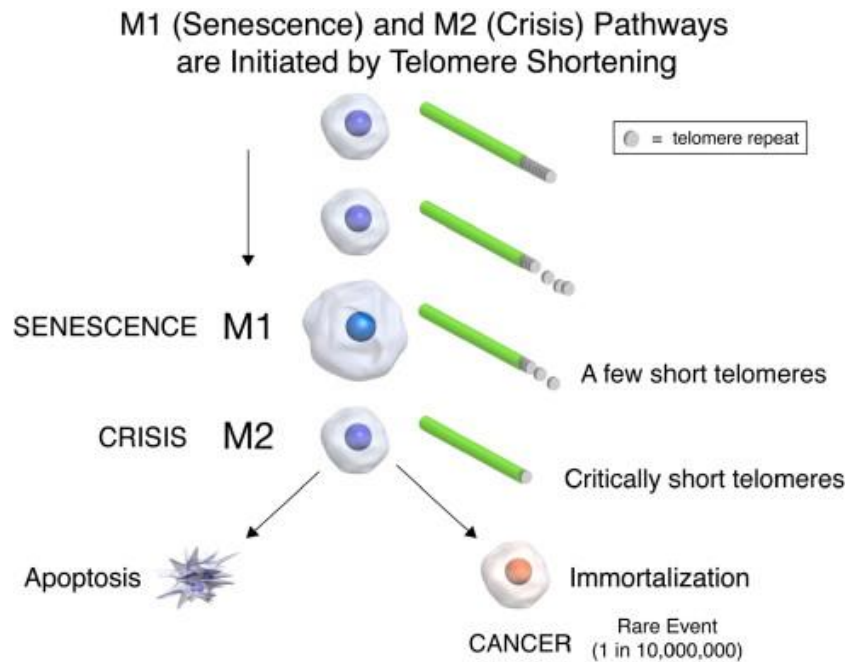 M1 (Senescence) and M2 (Crisis) Pathways
are Initiated by Telomere Shortening
= telomere repeat
SENESCENCE M1
A few short telomeres
CRISIS M2
Critically short telomeres
Apoptosis
Immortalization
CANCER
Rare Event
(1 in 10,000,000)